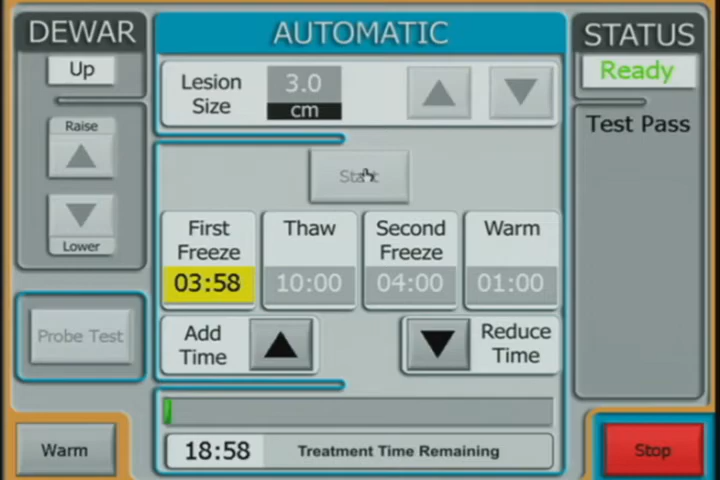 DEWAR
Up
Raise
Lower
Probe Test
Warm
AUTOMATIC
Lesion
Size
3.0
cm
Start
First
Freeze
03:58
Thaw
10:00
Second
Freeze
04:00
Warm
01:00
Add
Time
Reduce
Time
18:58
Treatment Time Remaining
STATUS
Ready
Test Pass
Stop